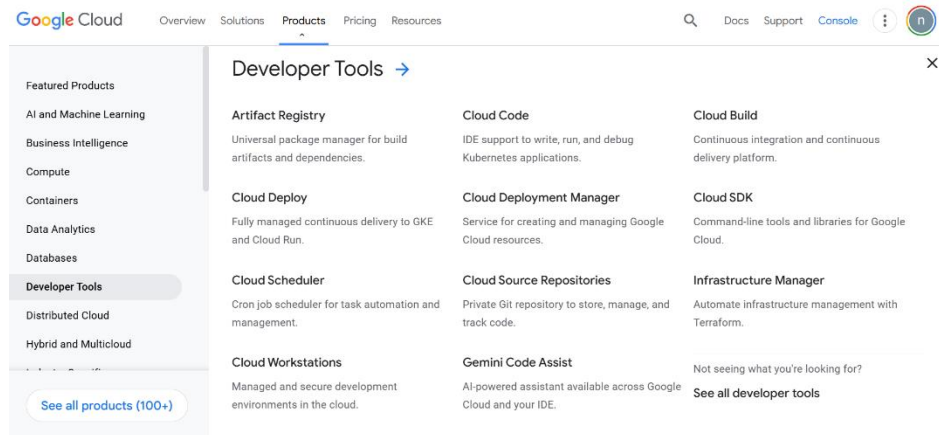 Google Cloud
Overview Solutions Products Pricing Resources
Docs Support Console
n
Featured Products
AI and Machine Learning
Business Intelligence
Compute
Containers
Data Analytics
Databases
Developer Tools
Distributed Cloud
Hybrid and Multicloud
See all products (100+)
Developer Tools →
Artifact Registry
Universal package manager for build
artifacts and dependencies.
Cloud Code
IDE support to write, run, and debug
Kubernetes applications.
Cloud Build
Continuous integration and continuous
delivery platform.
Cloud Deploy
Fully managed continuous delivery to GKE
and Cloud Run.
Cloud Deployment Manager
Service for creating and managing Google
Cloud resources.
Cloud SDK
Command-line tools and libraries for Google
Cloud.
Cloud Scheduler
Cron job scheduler for task automation and
management.
Cloud Source Repositories
Private Git repository to store, manage, and
track code.
Infrastructure Manager
Automate infrastructure management with
Terraform.
Cloud Workstations
Managed and secure development
environments in the cloud.
Gemini Code Assist
AI-powered assistant available across Google
Cloud and your IDE.
Not seeing what you're looking for?
See all developer tools